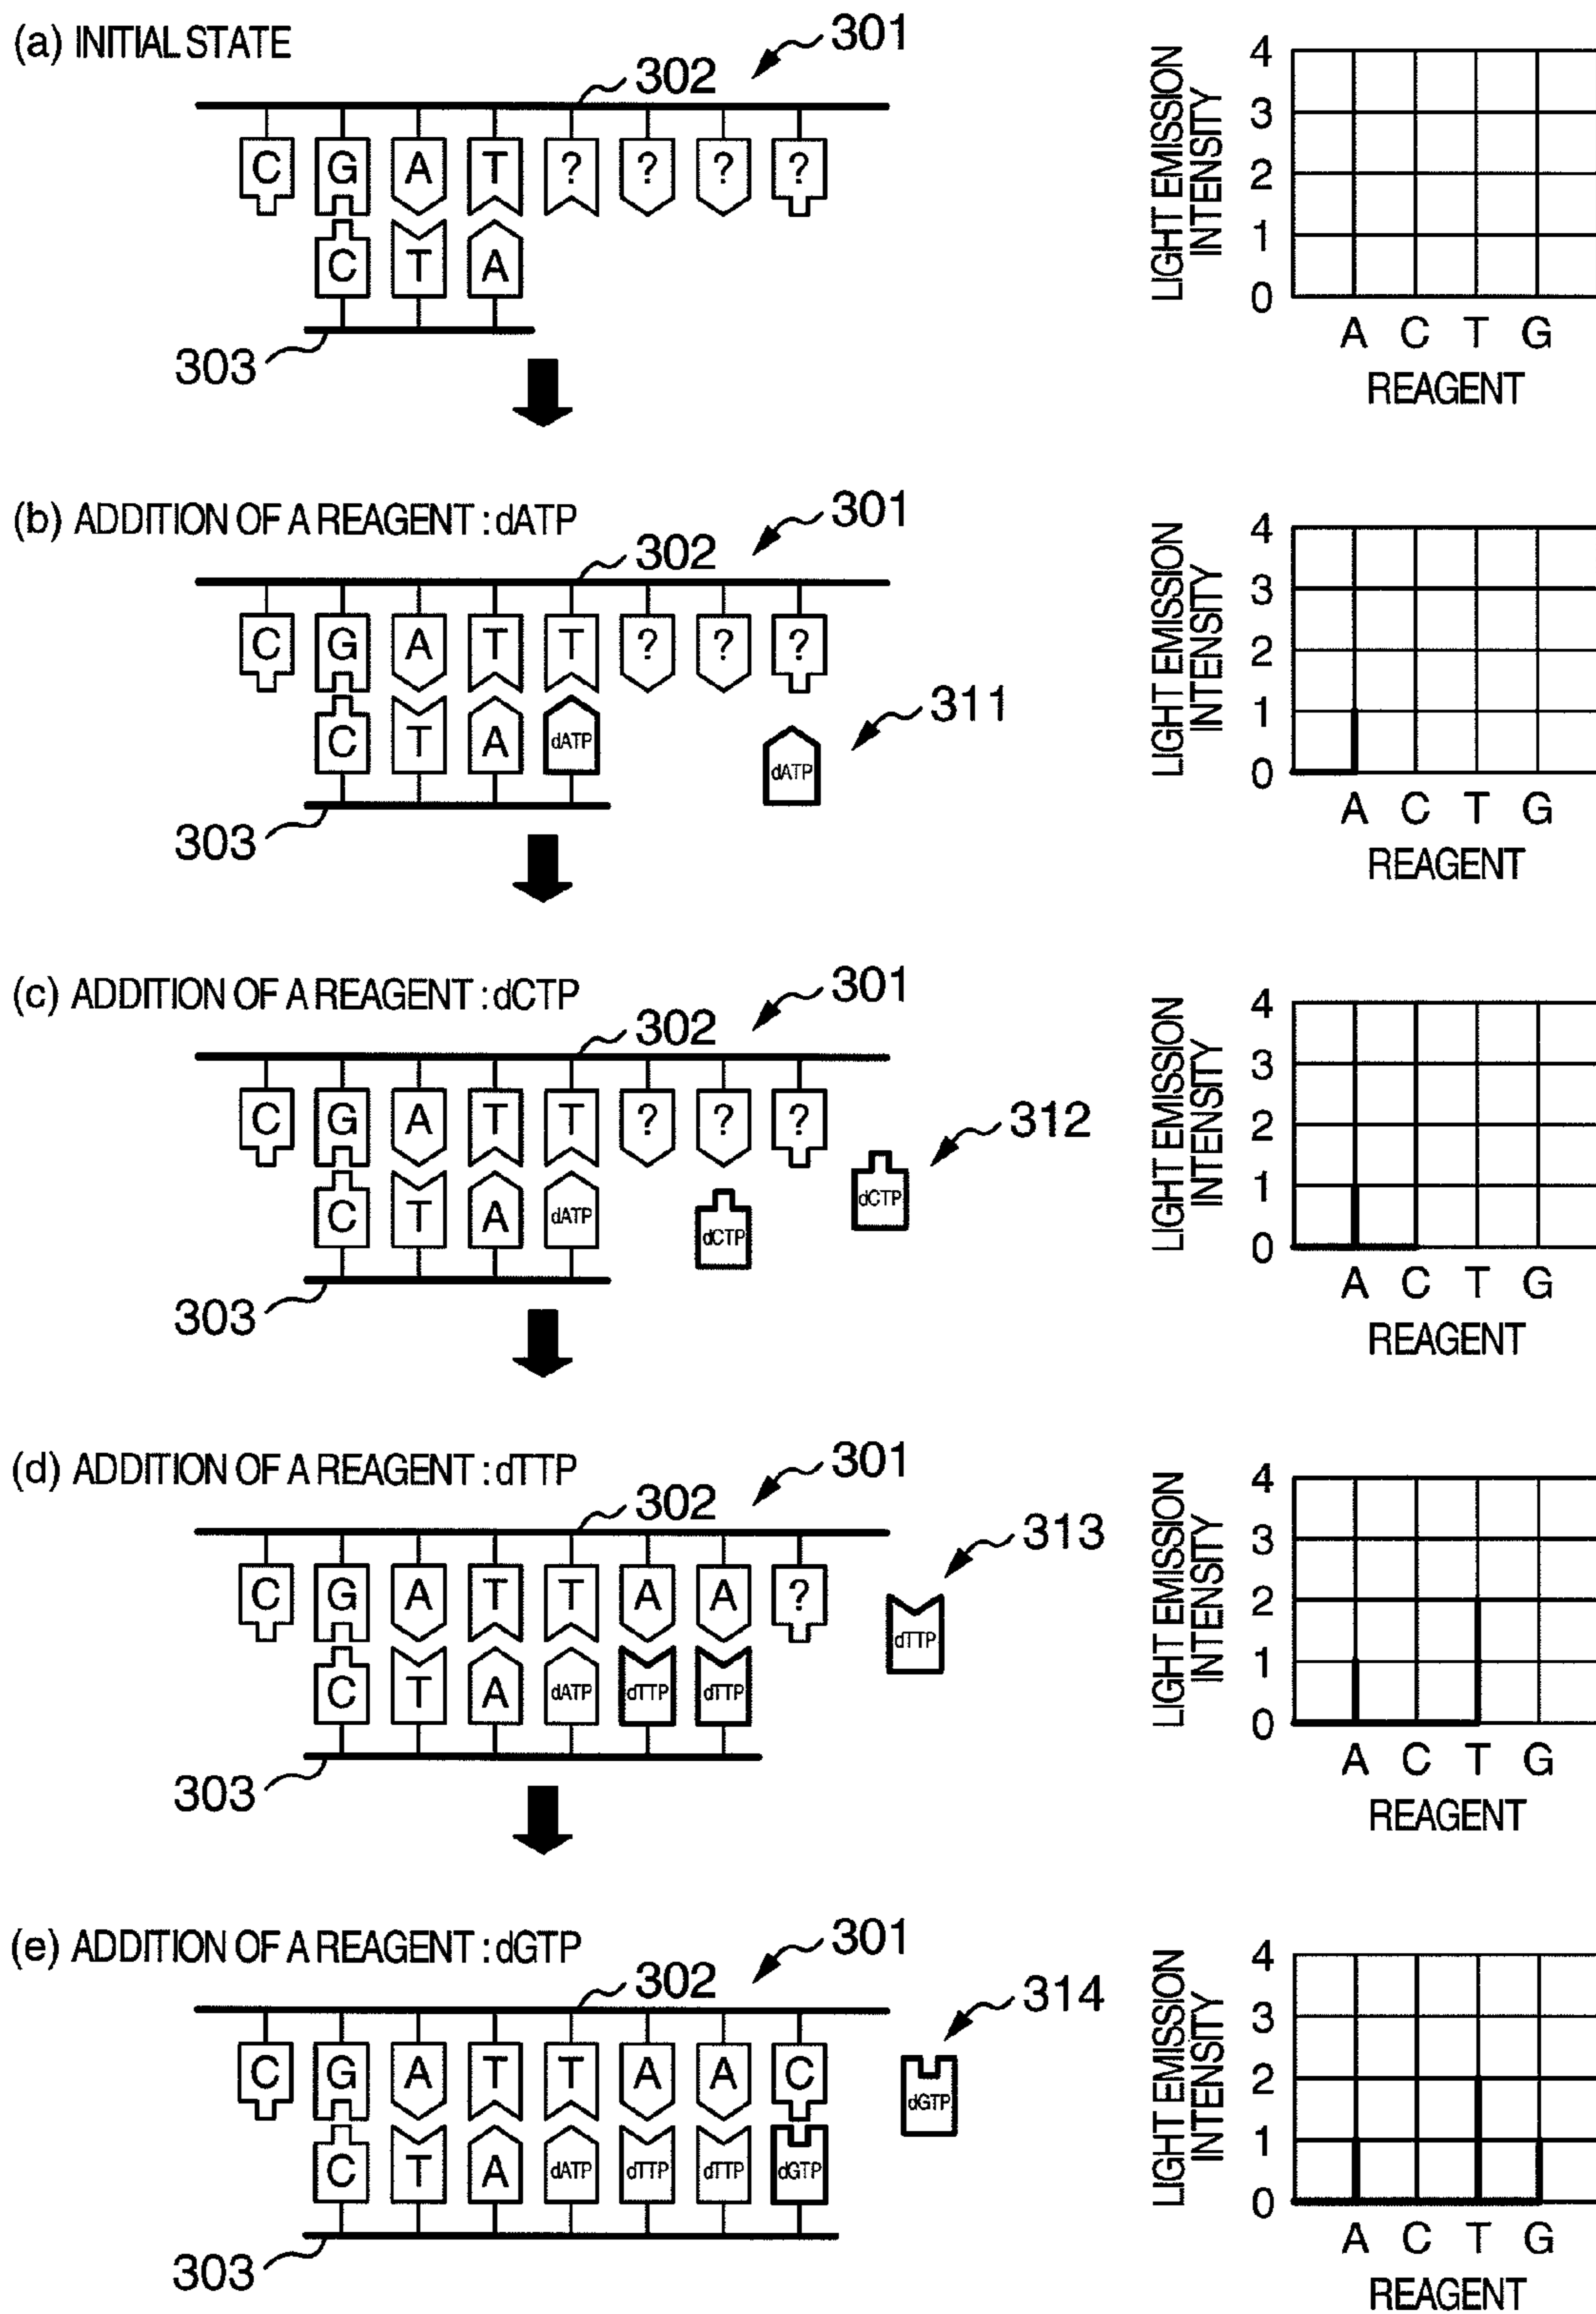 (a) INITIAL STATE
301
302
C G A T ? ? ? ?
C T A
303
LIGHT EMISSION
INTENSITY
4
3
2
1
0
A C T G
REAGENT
(b) ADDITION OF A REAGENT : dATP
301
302
C G A T T ? ? ?
C T A dATP
dATP
311
303
LIGHT EMISSION
INTENSITY
4
3
2
1
0
A C T G
REAGENT
(c) ADDITION OF A REAGENT : dCTP
301
302
C G A T T ? ? ?
312
C T A dATP
dCTP
dCTP
303
LIGHT EMISSION
INTENSITY
4
3
2
1
0
A C T G
REAGENT
(d) ADDITION OF A REAGENT : dTTP
301
302
C G A T T A A ?
313
dTTP
C T A dATP dTTP dTTP
303
LIGHT EMISSION
INTENSITY
4
3
2
1
0
A C T G
REAGENT
(e) ADDITION OF A REAGENT : dGTP
301
302
C G A T T A A C
314
dGTP
C T A dATP dTTP dTTP dGTP
303
LIGHT EMISSION
INTENSITY
4
3
2
1
0
A C T G
REAGENT